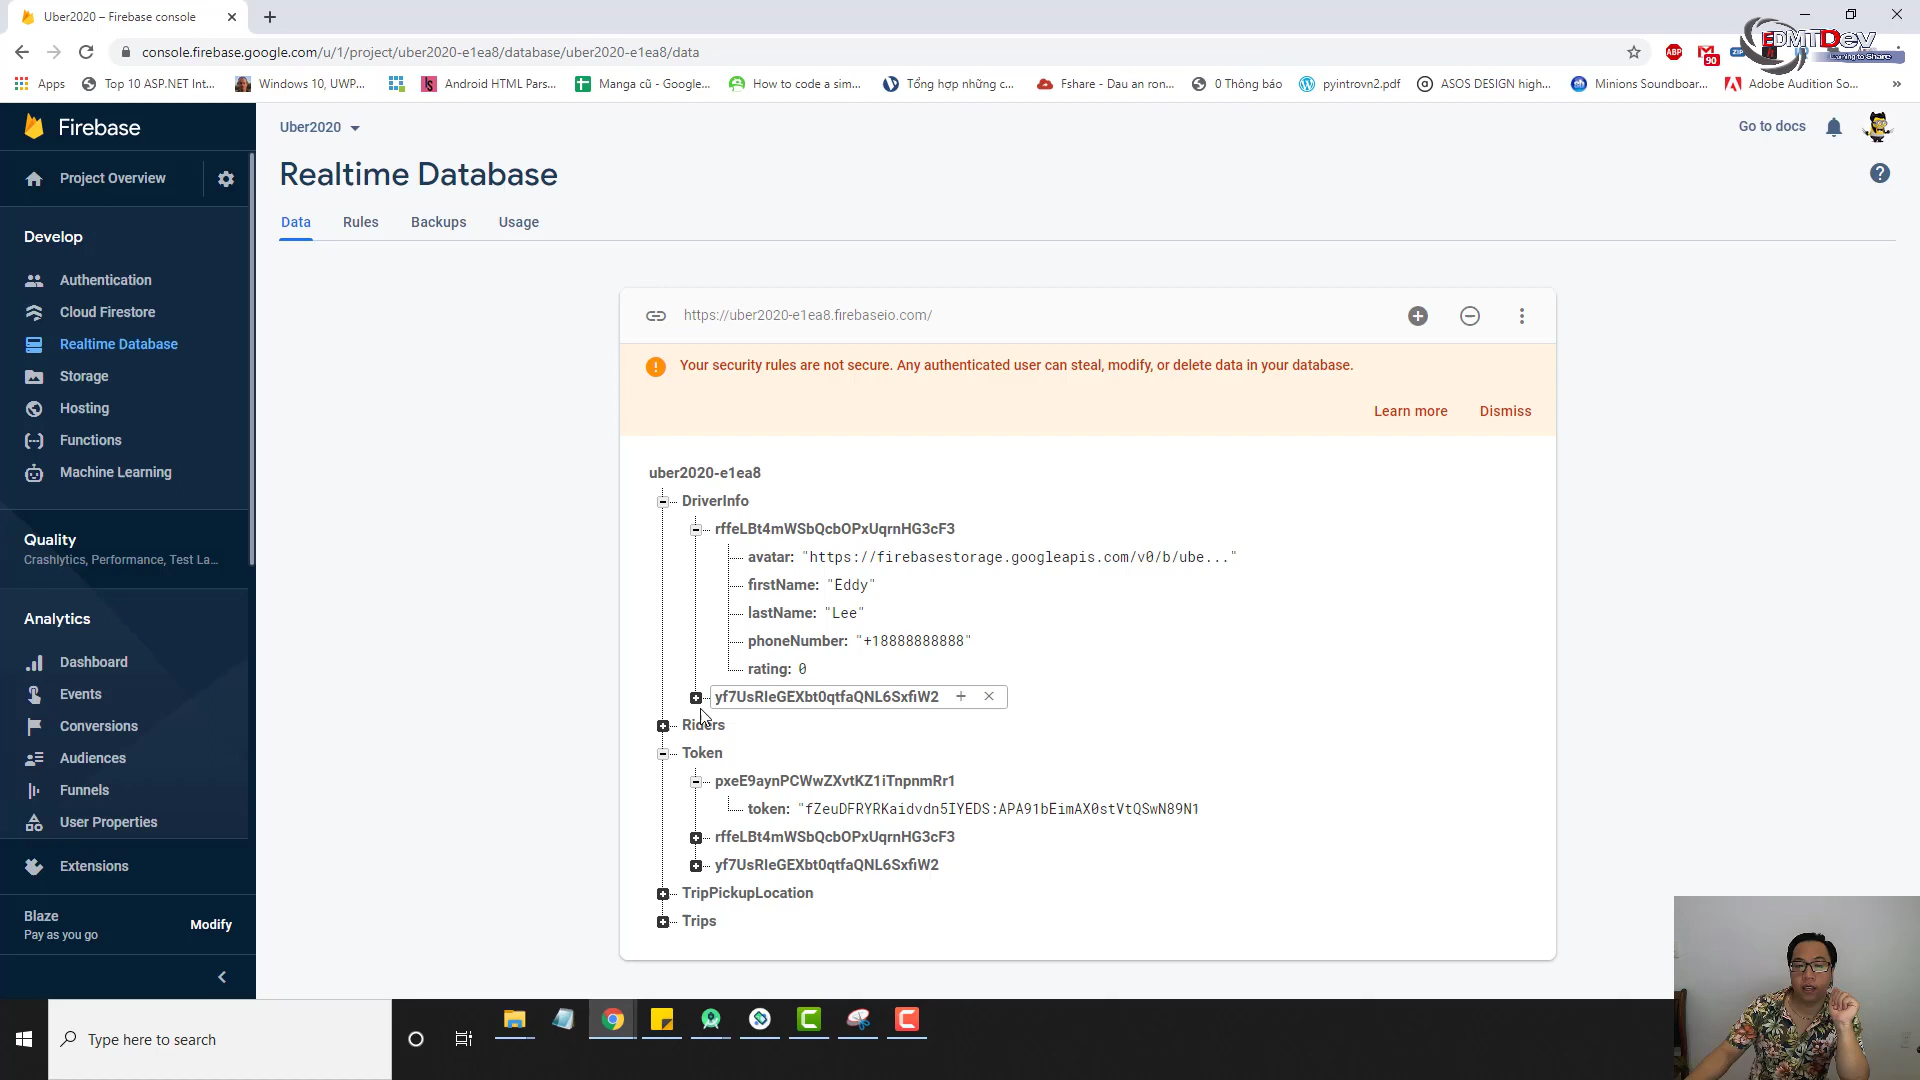 Uber2020 – Firebase console
console.firebase.google.com/u/1/project/uber2020-e1ea8/database/uber2020-e1ea8/data
ABP
90
EDMTDev
Learning to Share
Apps
Top 10 ASP.NET Int...
Windows 10, UWP...
Android HTML Pars...
Manga cũ - Google...
How to code a sim...
Tổng hợp những c...
Fshare - Dau an ron...
0 Thông báo
pyintrovn2.pdf
ASOS DESIGN high...
Minions Soundboar...
Adobe Audition So...
»
Firebase
Project Overview
Develop
Authentication
Cloud Firestore
Realtime Database
Storage
Hosting
Functions
Machine Learning
Quality
Crashlytics, Performance, Test La...
Analytics
Dashboard
Events
Conversions
Audiences
Funnels
User Properties
Extensions
Blaze
Pay as you go
Modify
Uber2020
Go to docs
Realtime Database
Data
Rules
Backups
Usage
https://uber2020-e1ea8.firebaseio.com/
Your security rules are not secure. Any authenticated user can steal, modify, or delete data in your database.
Learn more
Dismiss
uber2020-e1ea8
DriverInfo
rffeLBt4mWSbQcbOPxUqrnHG3cF3
avatar: "https://firebasestorage.googleapis.com/v0/b/ube..."
firstName: "Eddy"
lastName: "Lee"
phoneNumber: "+18888888888"
rating: 0
yf7UsRIeGEXbt0qtfaQNL6SxfiW2
Riders
Token
pxeE9aynPCWwZXvtKZ1iTnpnmRr1
token: "fZeuDFRYRKaidvdn5IYEDS:APA91bEimAX0stVtQSwN89N1
rffeLBt4mWSbQcbOPxUqrnHG3cF3
yf7UsRIeGEXbt0qtfaQNL6SxfiW2
TripPickupLocation
Trips
Type here to search